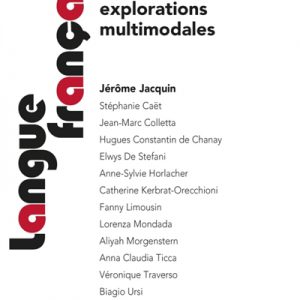 Langue
frança
explorations
multimodales
Jérôme Jacquin
Stéphanie Caët
Jean-Marc Colletta
Hugues Constantin de Chanay
Elwys De Stefani
Anne-Sylvie Horlacher
Catherine Kerbrat-Orecchioni
Fanny Limousin
Lorenza Mondada
Aliyah Morgenstern
Anna Claudia Ticca
Véronique Traverso
Biagio Ursi